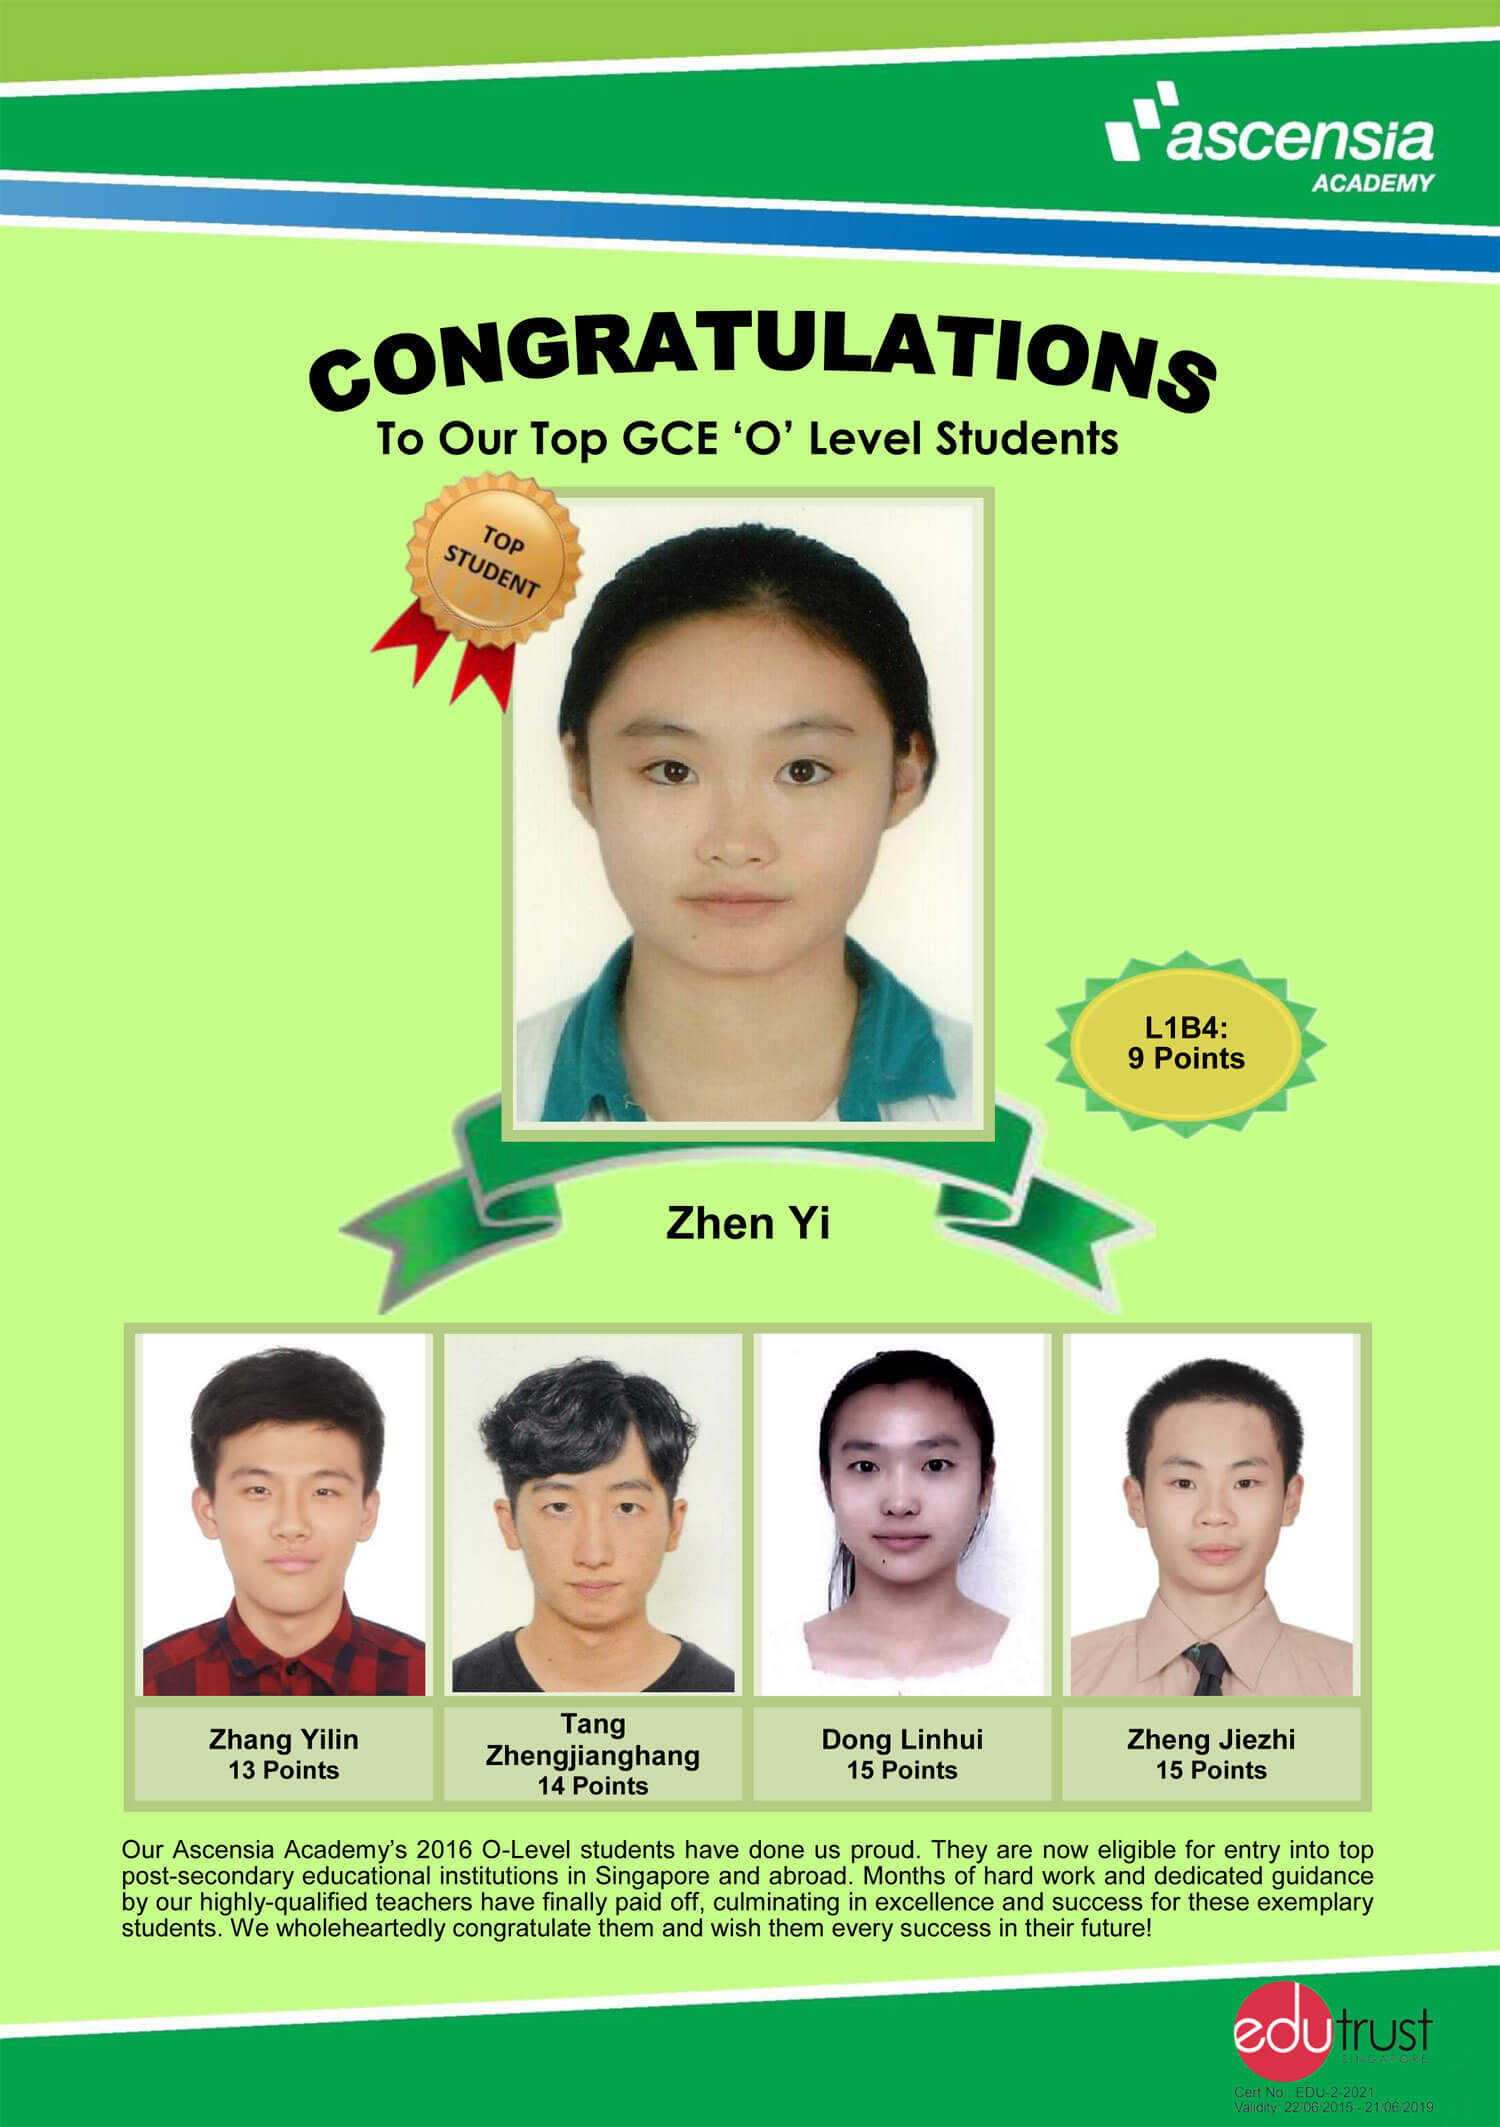 ascensia
ACADEMY
CONGRATULATIONS
To Our Top GCE ‘O’ Level Students
TOP
STUDENT
L1B4:
9 Points
Zhen Yi
Zhang Yilin
13 Points
Tang
Zhengjianghang
14 Points
Dong Linhui
15 Points
Zheng Jiezhi
15 Points
Our Ascensia Academy’s 2016 O-Level students have done us proud. They are now eligible for entry into top
post-secondary educational institutions in Singapore and abroad. Months of hard work and dedicated guidance
by our highly-qualified teachers have finally paid off, culminating in excellence and success for these exemplary
students. We wholeheartedly congratulate them and wish them every success in their future!
edutrust
SINGAPORE
Cert No.: EDU-2-2021
Validity: 22/06/2015 - 21/06/2019